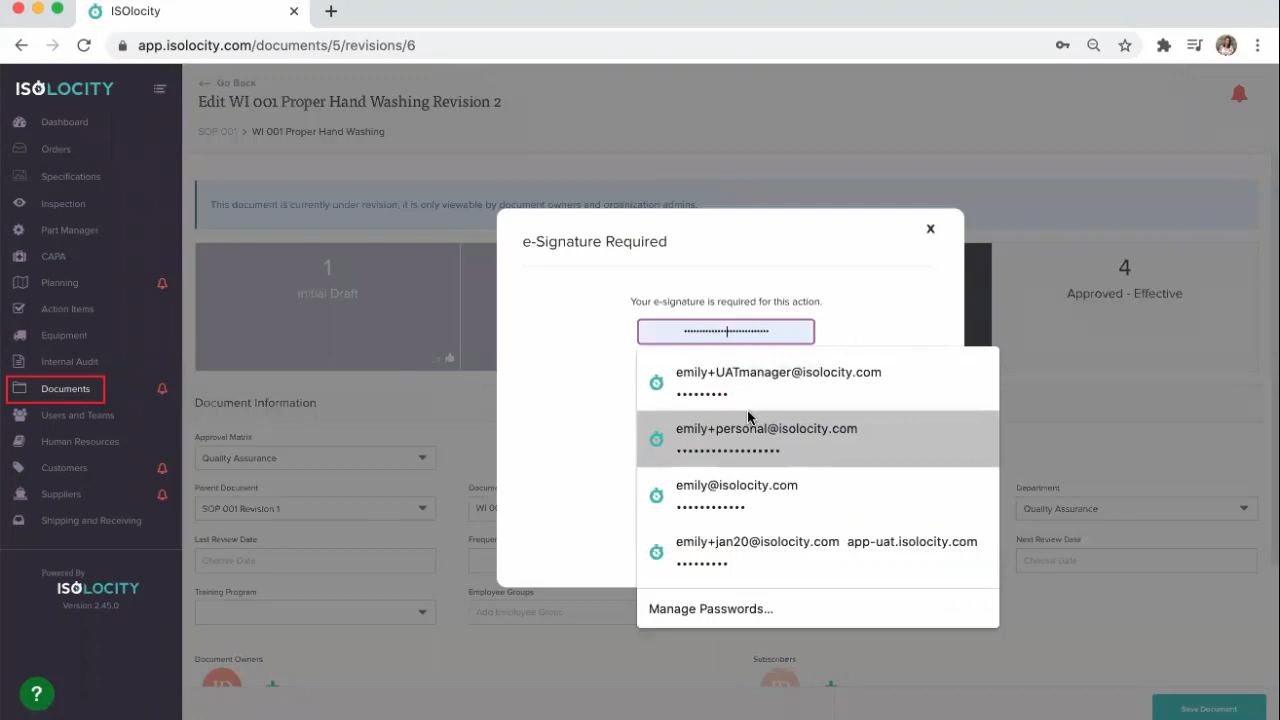 ISOlocity
app.isolocity.com/documents/5/revisions/6
ISOLOCITY
Dashboard
Orders
Specifications
Inspection
Part Manager
CAPA
Planning
Action Items
Equipment
Internal Audit
Documents
Users and Teams
Human Resources
Customers
Suppliers
Shipping and Receiving
Powered By
ISOLOCITY
Version 2.45.0
?
← Go Back
Edit WI 001 Proper Hand Washing Revision 2
SOP 001 > WI 001 Proper Hand Washing
This document is currently under revision, it is only viewable by document owners and organization admins.
1
Initial Draft
4
Approved - Effective
e-Signature Required
x
Your e-signature is required for this action.
emily+UATmanager@isolocity.com
emily+personal@isolocity.com
emily@isolocity.com
emily+jan20@isolocity.com app-uat.isolocity.com
Manage Passwords...
Document Information
Approval Matrix
Quality Assurance
Parent Document
SOP 001 Revision 1
WI
Department
Quality Assurance
Last Review Date
Choose Date
Next Review Date
Choose Date
Training Program
Employee Groups
Add Employee Group
Document Owners
Subscribers
Save Document